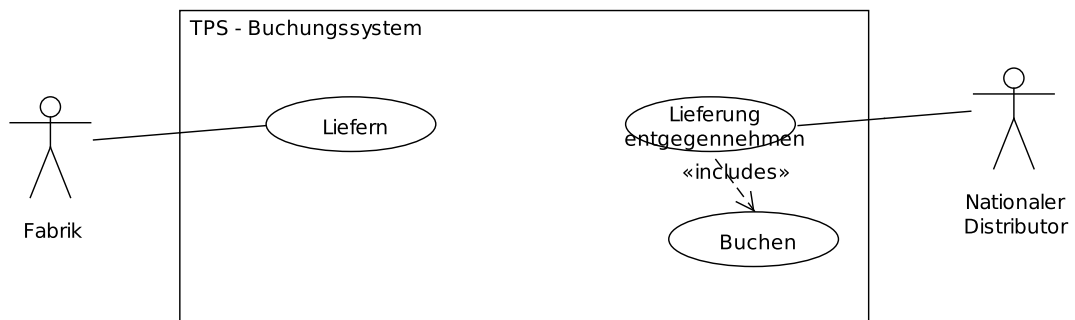 TPS - Buchungssystem
Liefern
Lieferung
entgegennehmen
«includes»
Buchen
Fabrik
Nationaler
Distributor